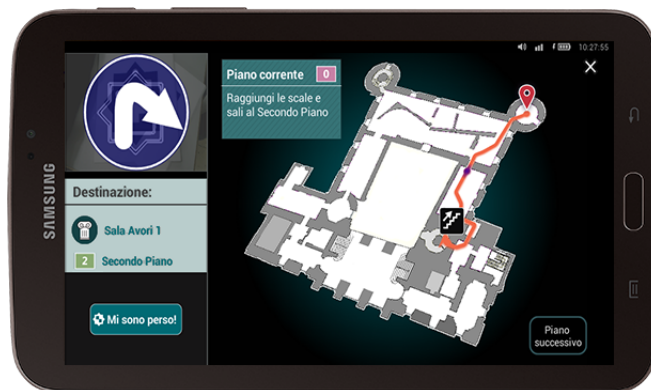 SAMSUNG
10:27:55
Piano corrente 0
Raggiungi le scale e
sali al Secondo Piano
Destinazione:
Sala Avori 1
2 Secondo Piano
Mi sono perso!
Piano
successivo